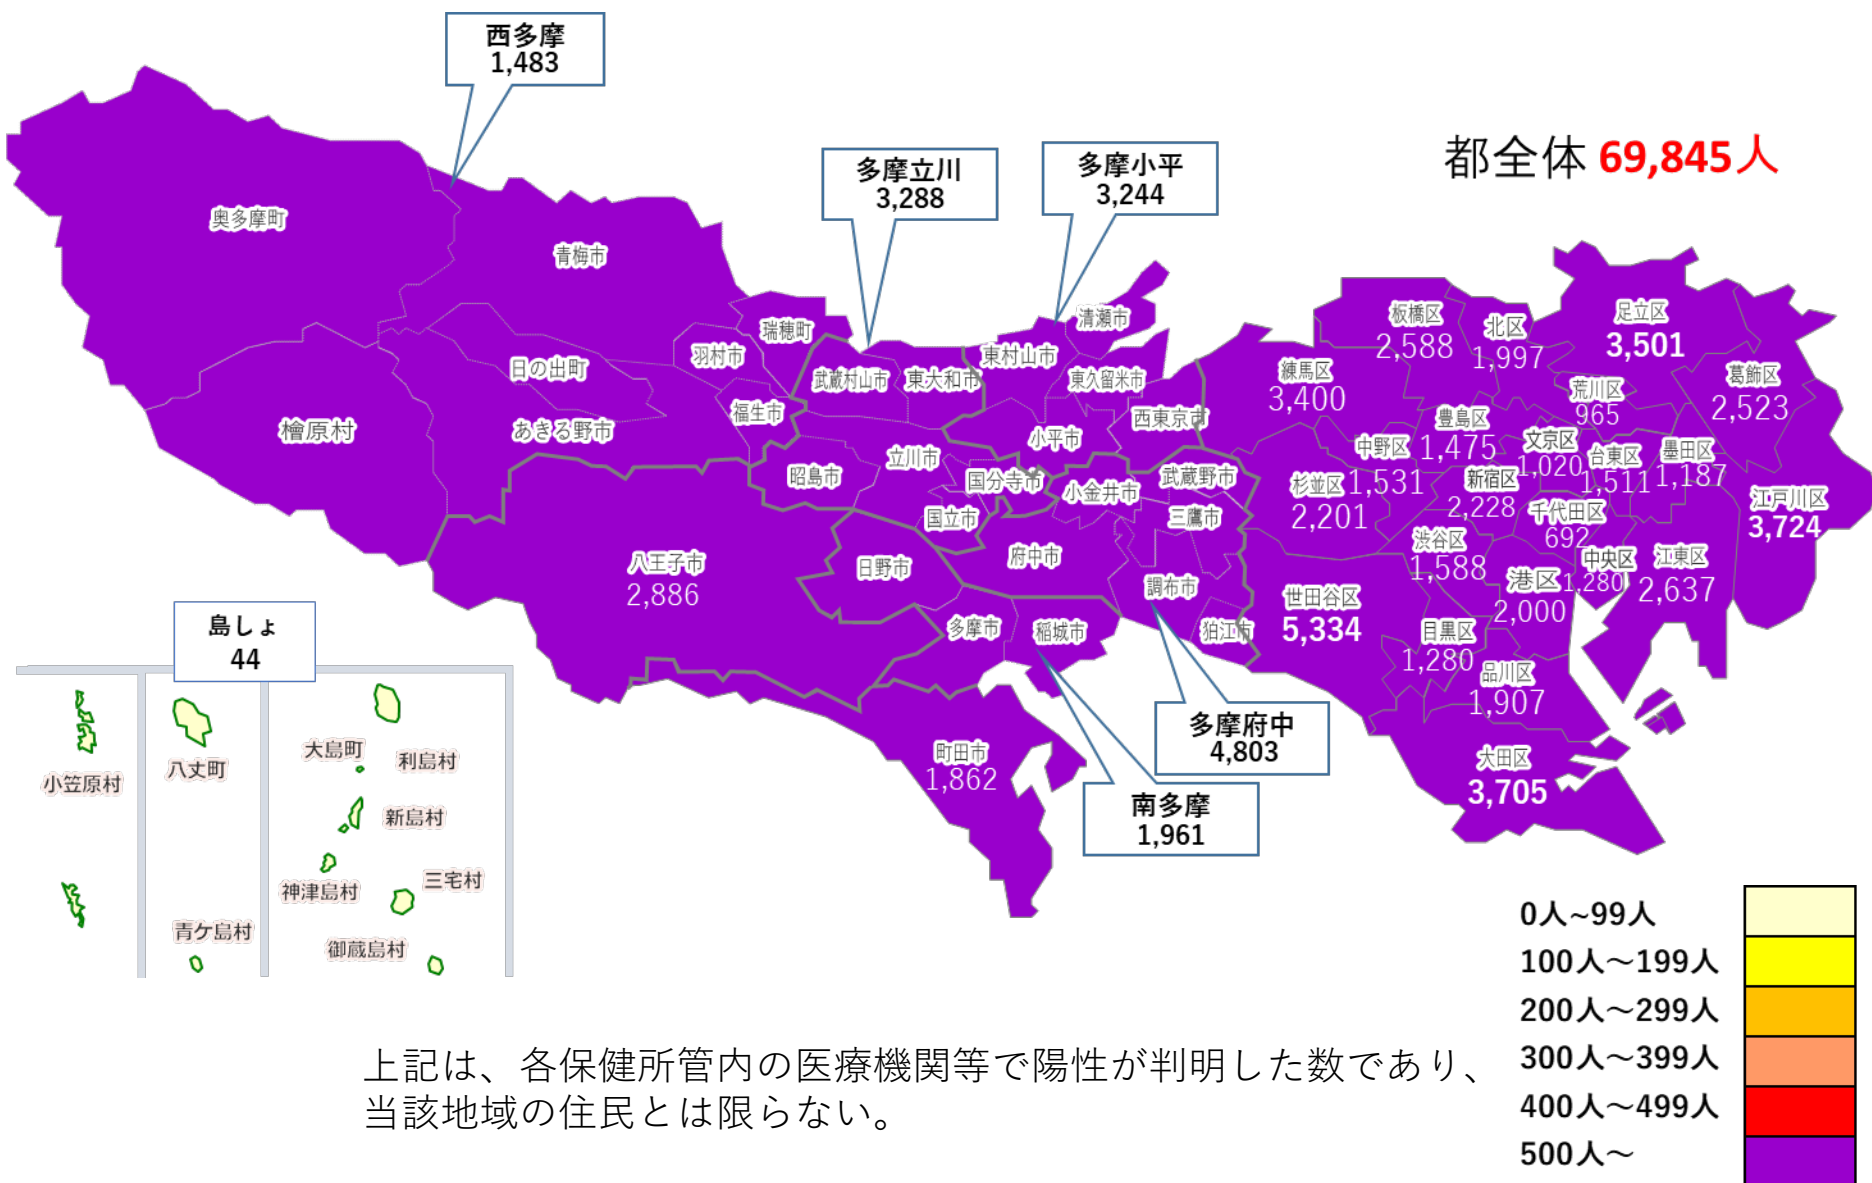 西多摩
1,483
多摩立川
3,288
多摩小平
3,244
都全体 69,845人
奥多摩町
青梅市
瑞穂町
羽村市
日の出町
福生市
あきる野市
檜原村
武蔵村山市
東大和市
東村山市
清瀬市
東久留米市
西東京市
小平市
立川市
昭島市
国分寺市
国立市
小金井市
武蔵野市
三鷹市
府中市
調布市
狛江市
日野市
多摩市
稲城市
八王子市
2,886
町田市
1,862
板橋区
2,588
北区
1,997
足立区
3,501
練馬区
3,400
荒川区
965
葛飾区
2,523
豊島区
1,475
中野区
1,531
文京区
1,020
台東区
1,511
墨田区
1,187
杉並区
2,201
新宿区
2,228
千代田区
692
江戸川区
3,724
渋谷区
1,588
港区
2,000
中央区
1,280
江東区
2,637
世田谷区
5,334
目黒区
1,280
品川区
1,907
大田区
3,705
多摩府中
4,803
南多摩
1,961
島しょ
44
小笠原村
八丈町
青ケ島村
大島町
利島村
新島村
神津島村
三宅村
御蔵島村
0人~99人
100人～199人
200人～299人
300人～399人
400人～499人
500人～
上記は、各保健所管内の医療機関等で陽性が判明した数であり、
当該地域の住民とは限らない。